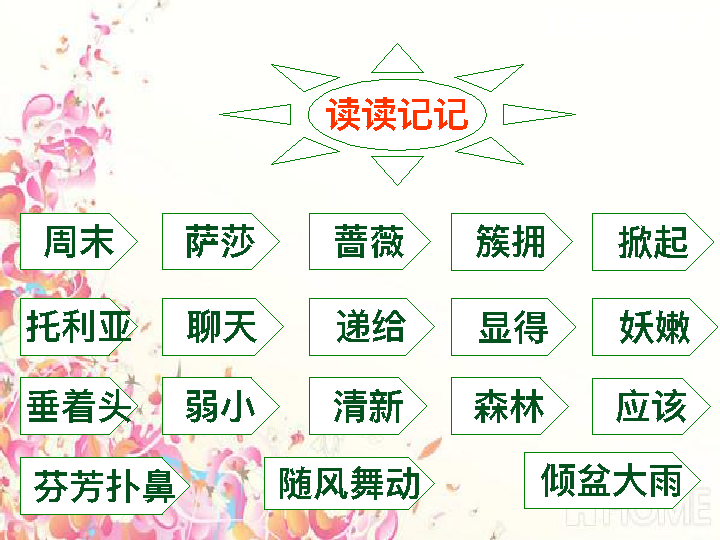 读读记记
周末 萨莎 蔷薇 簇拥 掀起
托利亚 聊天 递给 显得 妖嫩
垂着头 弱小 清新 森林 应该
芬芳扑鼻 随风舞动 倾盆大雨
HOME